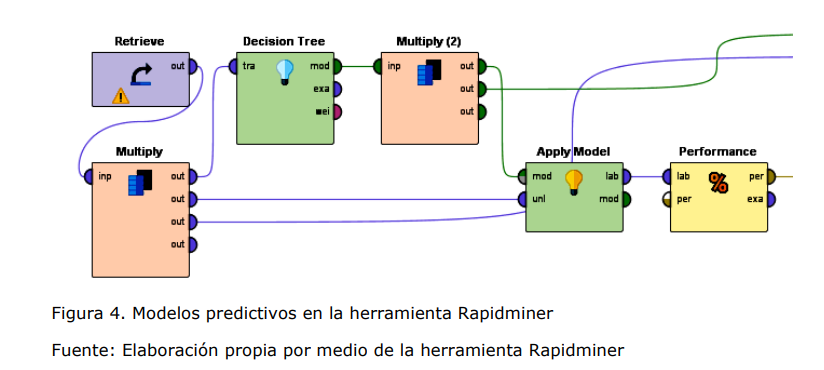 Retrieve
out
Decision Tree
tra
mod
exa
wei
Multiply (2)
inp
out
out
out
Multiply
inp
out
out
out
out
Apply Model
mod
unl
lab
mod
Performance
lab
per
%
per
exa
Figura 4. Modelos predictivos en la herramienta Rapidminer
Fuente: Elaboración propia por medio de la herramienta Rapidminer